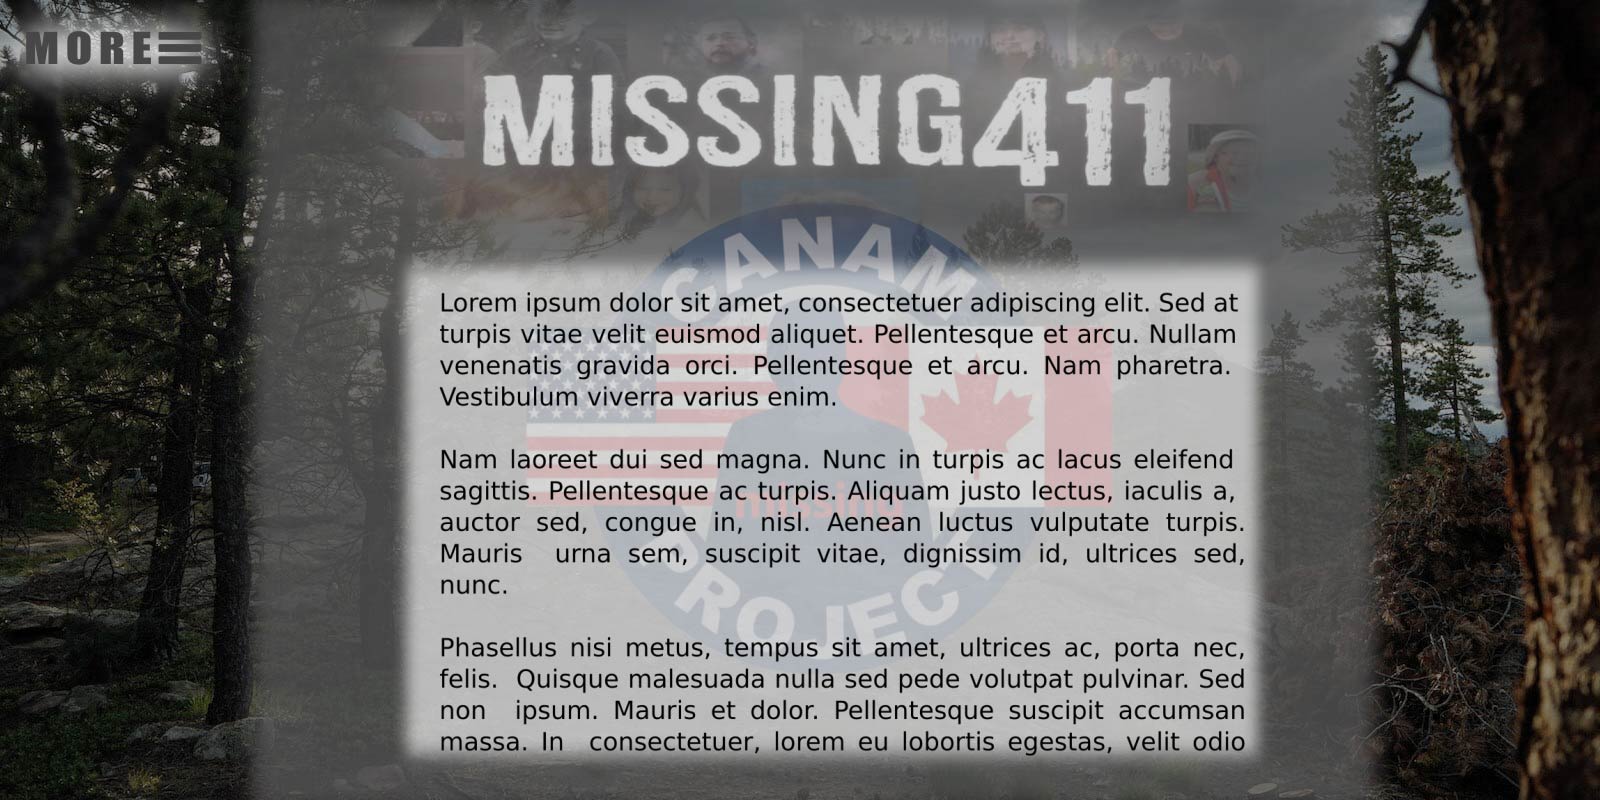 MORE
MISSING411
CANAM
Lorem ipsum dolor sit amet, consectetuer adipiscing elit. Sed at
turpis vitae velit euismod aliquet. Pellentesque et arcu. Nullam
venenatis gravida orci. Pellentesque et arcu. Nam pharetra.
Vestibulum viverra varius enim.
Nam laoreet dui sed magna. Nunc in turpis ac lacus eleifend
sagittis. Pellentesque ac turpis. Aliquam justo lectus, iaculis a,
missing
auctor sed, congue in, nisl. Aenean luctus vulputate turpis.
Mauris urna sem, suscipit vitae, dignissim id, ultrices sed,
nunc.
PROJECT
Phasellus nisi metus, tempus sit amet, ultrices ac, porta nec,
felis. Quisque malesuada nulla sed pede volutpat pulvinar. Sed
non ipsum. Mauris et dolor. Pellentesque suscipit accumsan
massa. In consectetuer, lorem eu lobortis egestas, velit odio